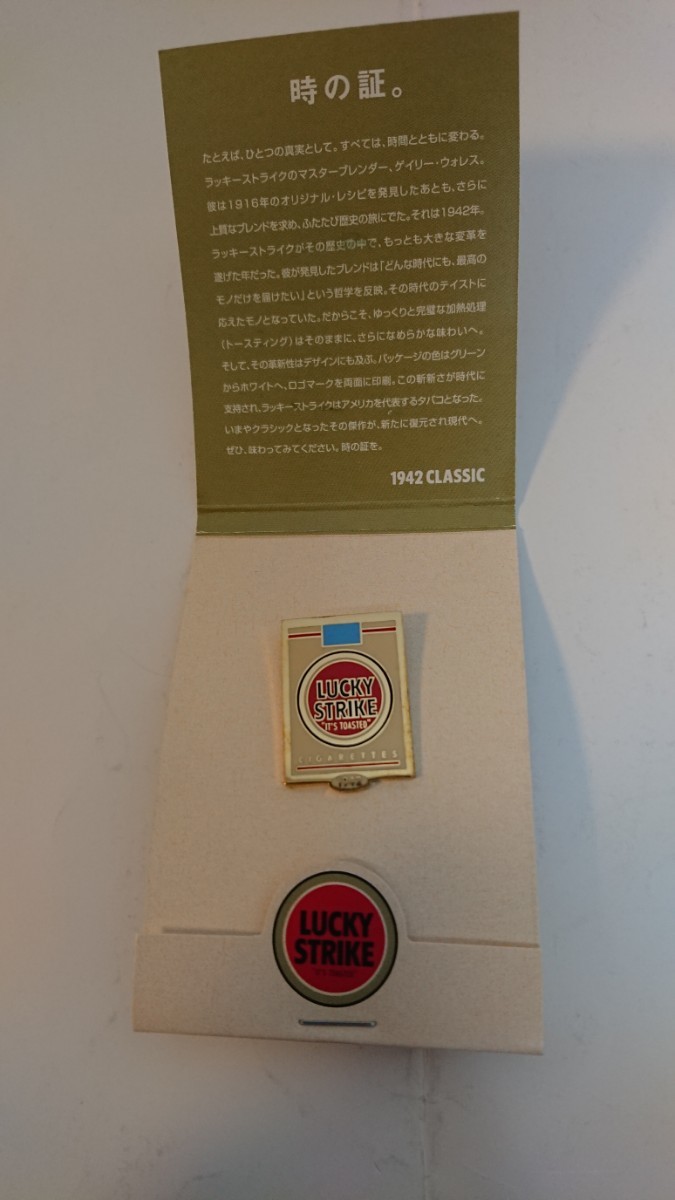 時の証。
たとえば、ひとつの真実として。すべては、時間とともに変わる。
ラッキーストライクのマスターブレンダー、ゲイリー・ウォレス。
彼は1916年のオリジナル・レシピを発見したあとも、さらに
上質なブレンドを求め、ふたたび歴史の旅にでた。それは1942年。
ラッキーストライクがその歴史の中で、もっとも大きな変革を
遂げた年だった。彼が発見したブレンドは「どんな時代にも、最高の
モノだけを届けたい」という哲学を反映。その時代のテイストに
応えたモノとなっていた。だからこそ、ゆっくりと完璧な加熱処理
(トースティング)はそのままに、さらになめらかな味わいへ。
そして、その革新性はデザインにも及ぶ。パッケージの色はグリーン
からホワイトへ、ロゴマークを両面に印刷。この斬新さが時代に
支持され、ラッキーストライクはアメリカを代表するタバコとなった。
いまやクラシックとなったその傑作が、新たに復元され現代へ。
ぜひ、味わってみてください。時の証を。
1942 CLASSIC
LUCKY
STRIKE
"IT'S TOASTED"
CIGARETTES
LUCKY
STRIKE
"IT'S TOASTED"